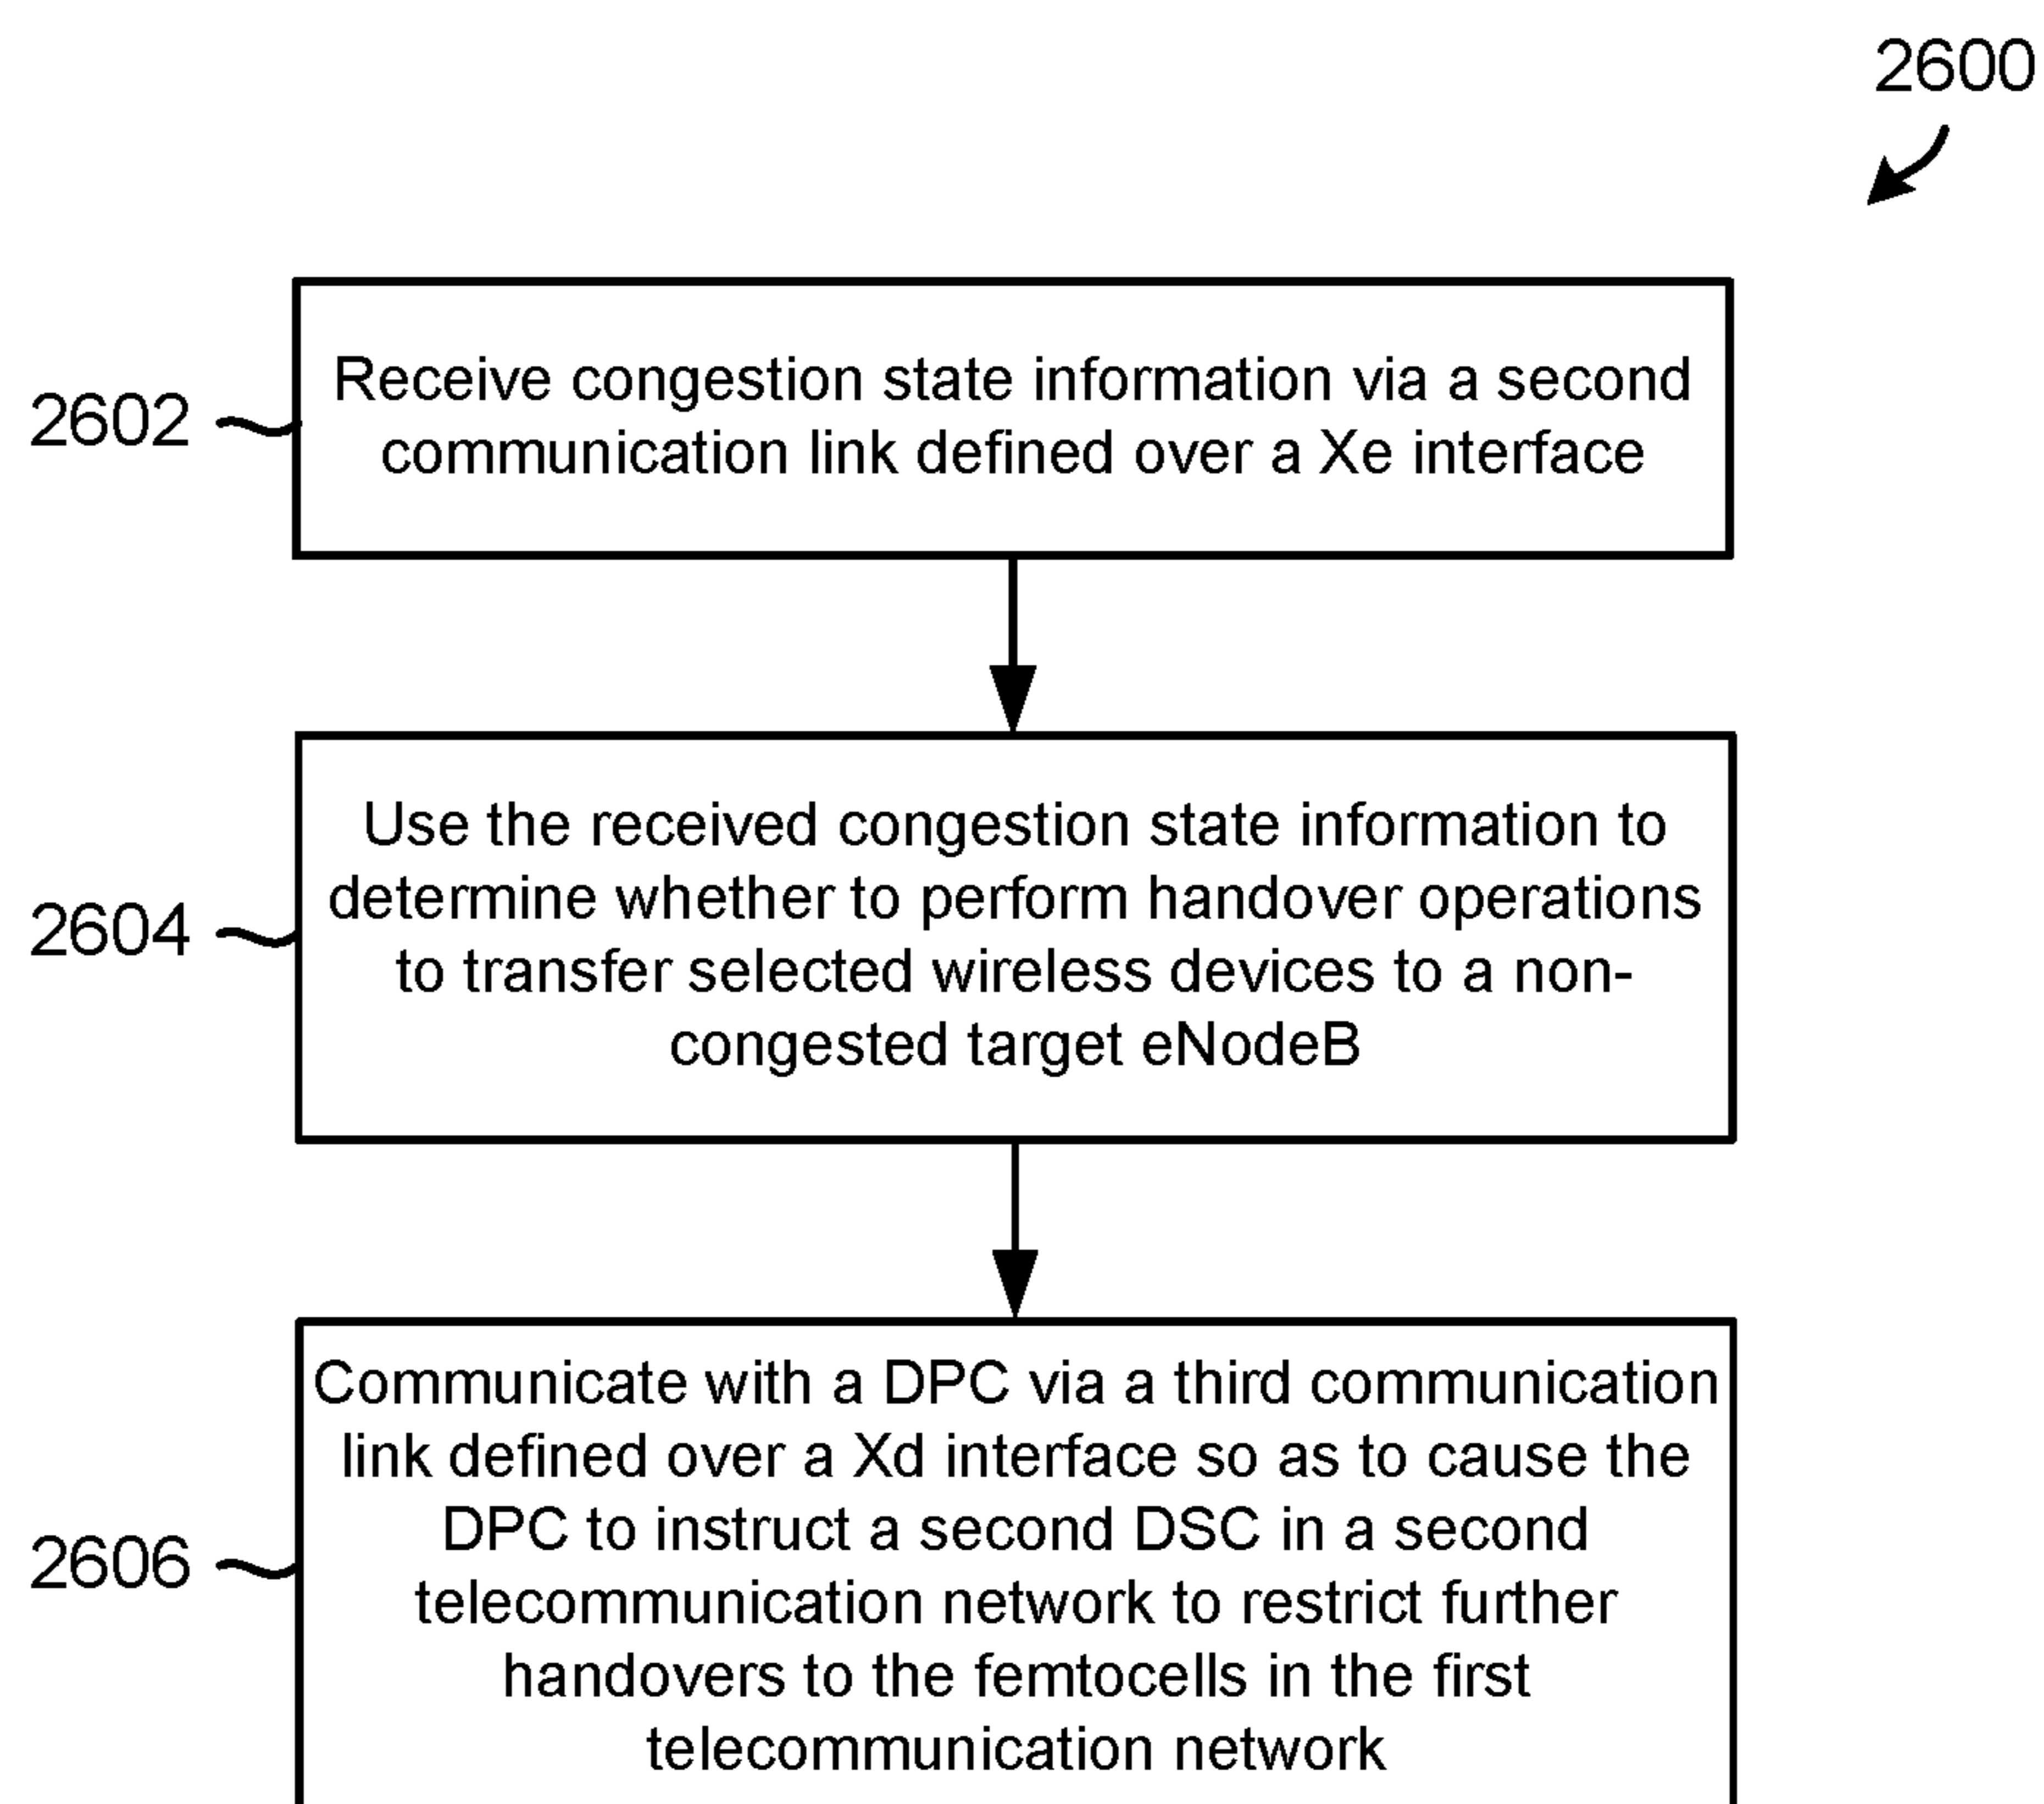 2600
2602
Receive congestion state information via a second
communication link defined over a Xe interface
2604
Use the received congestion state information to
determine whether to perform handover operations
to transfer selected wireless devices to a non-
congested target eNodeB
2606
Communicate with a DPC via a third communication
link defined over a Xd interface so as to cause the
DPC to instruct a second DSC in a second
telecommunication network to restrict further
handovers to the femtocells in the first
telecommunication network